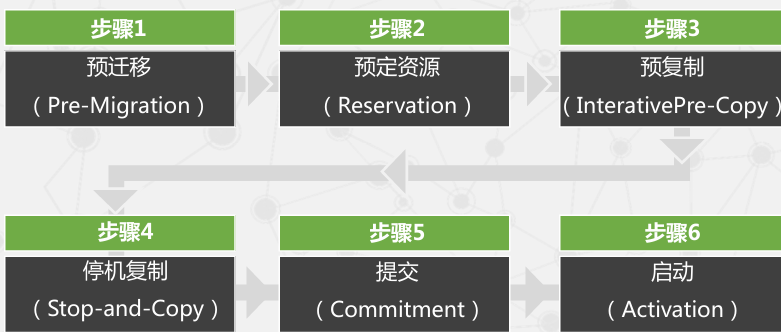 步骤1
预迁移
（Pre-Migration）
步骤2
预定资源
（Reservation）
步骤3
预复制
（InterativePre-Copy）
步骤4
停机复制
（Stop-and-Copy）
步骤5
提交
（Commitment）
步骤6
启动
（Activation）